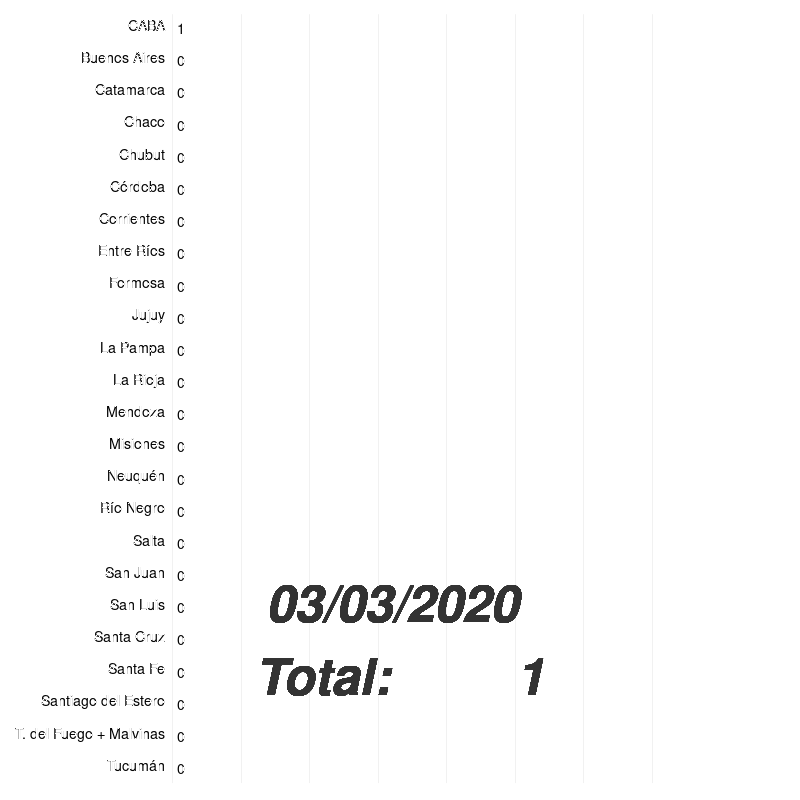 CABA 1
Buenos Aires 0
Catamarca 0
Chaco 0
Chubut 0
Córdoba 0
Corrientes 0
Entre Ríos 0
Formosa 0
Jujuy 0
La Pampa 0
La Rioja 0
Mendoza 0
Misiones 0
Neuquén 0
Río Negro 0
Salta 0
San Juan 0
San Luis 0
03/03/2020
Santa Cruz 0
Santa Fe 0
Total: 1
Santiago del Estero 0
T. del Fuego + Malvinas 0
Tucumán 0